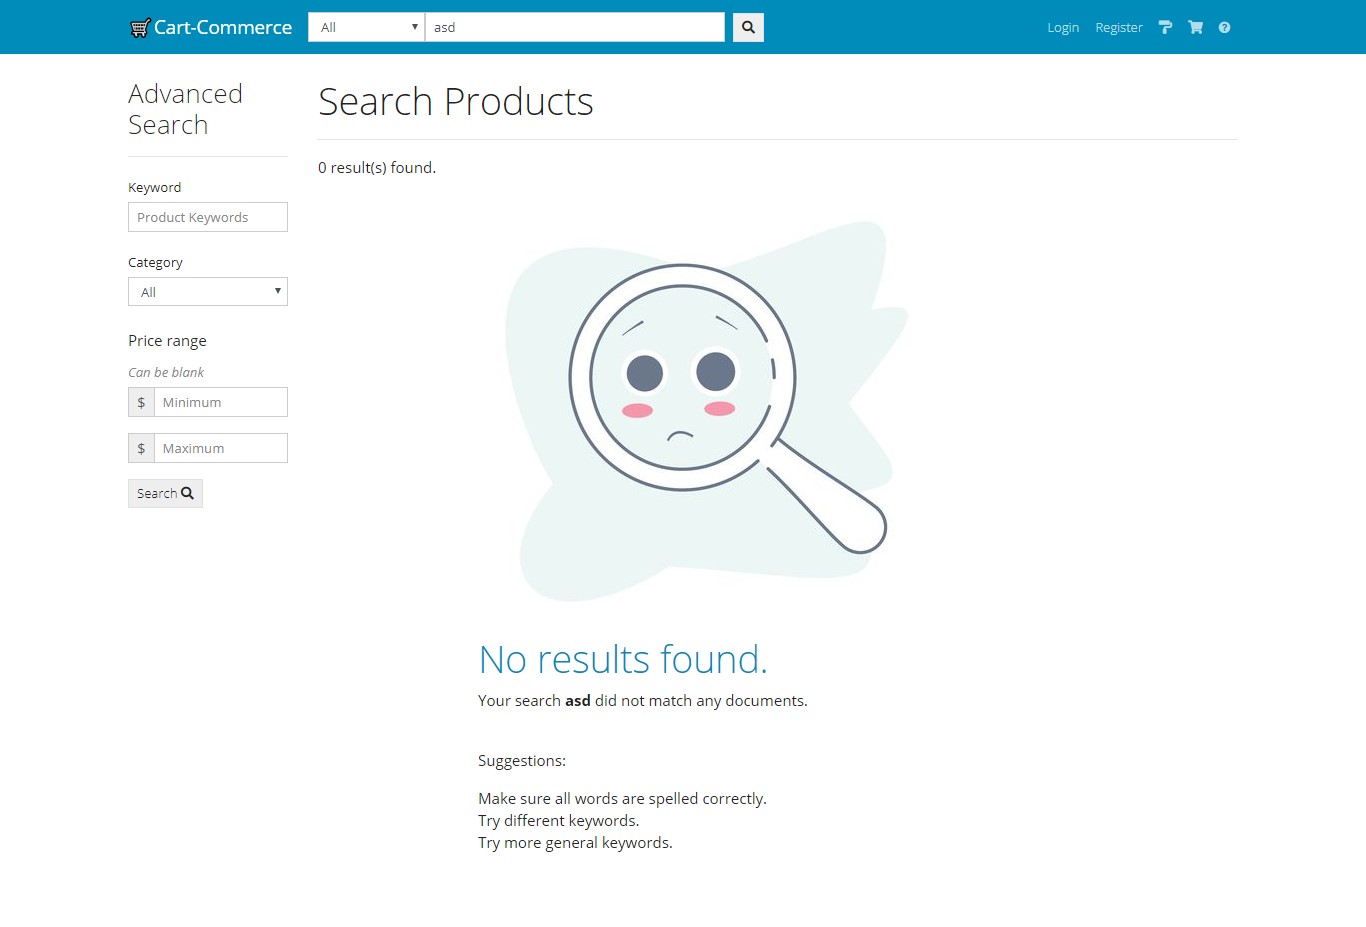 Cart-Commerce All asd Login Register
Advanced
Search
Keyword
Product Keywords
Category
All
Price range
Can be blank
$ Minimum
$ Maximum
Search
Search Products
0 result(s) found.
No results found.
Your search asd did not match any documents.
Suggestions:
Make sure all words are spelled correctly.
Try different keywords.
Try more general keywords.